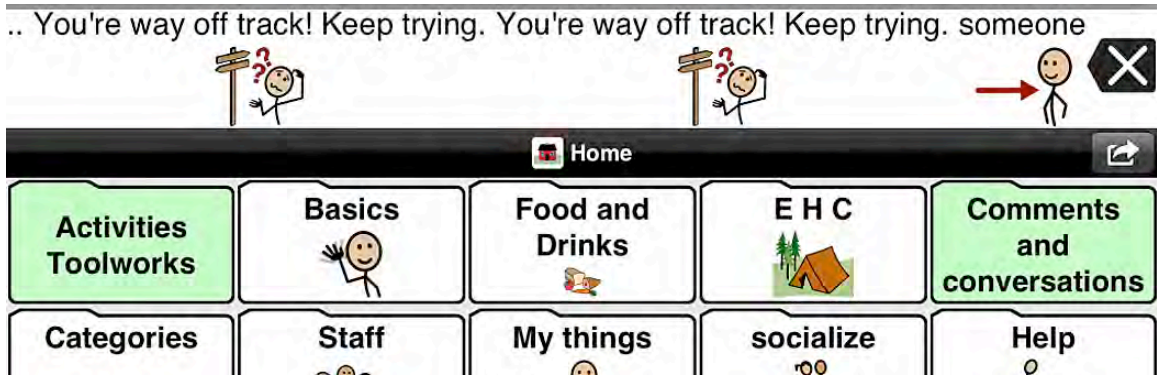 .. You're way off track! Keep trying. You're way off track! Keep trying. someone
? ? ? ?
Home
Activities Toolworks
Basics
Food and Drinks
E H C
Comments and conversations
Categories
Staff
My things
socialize
Help